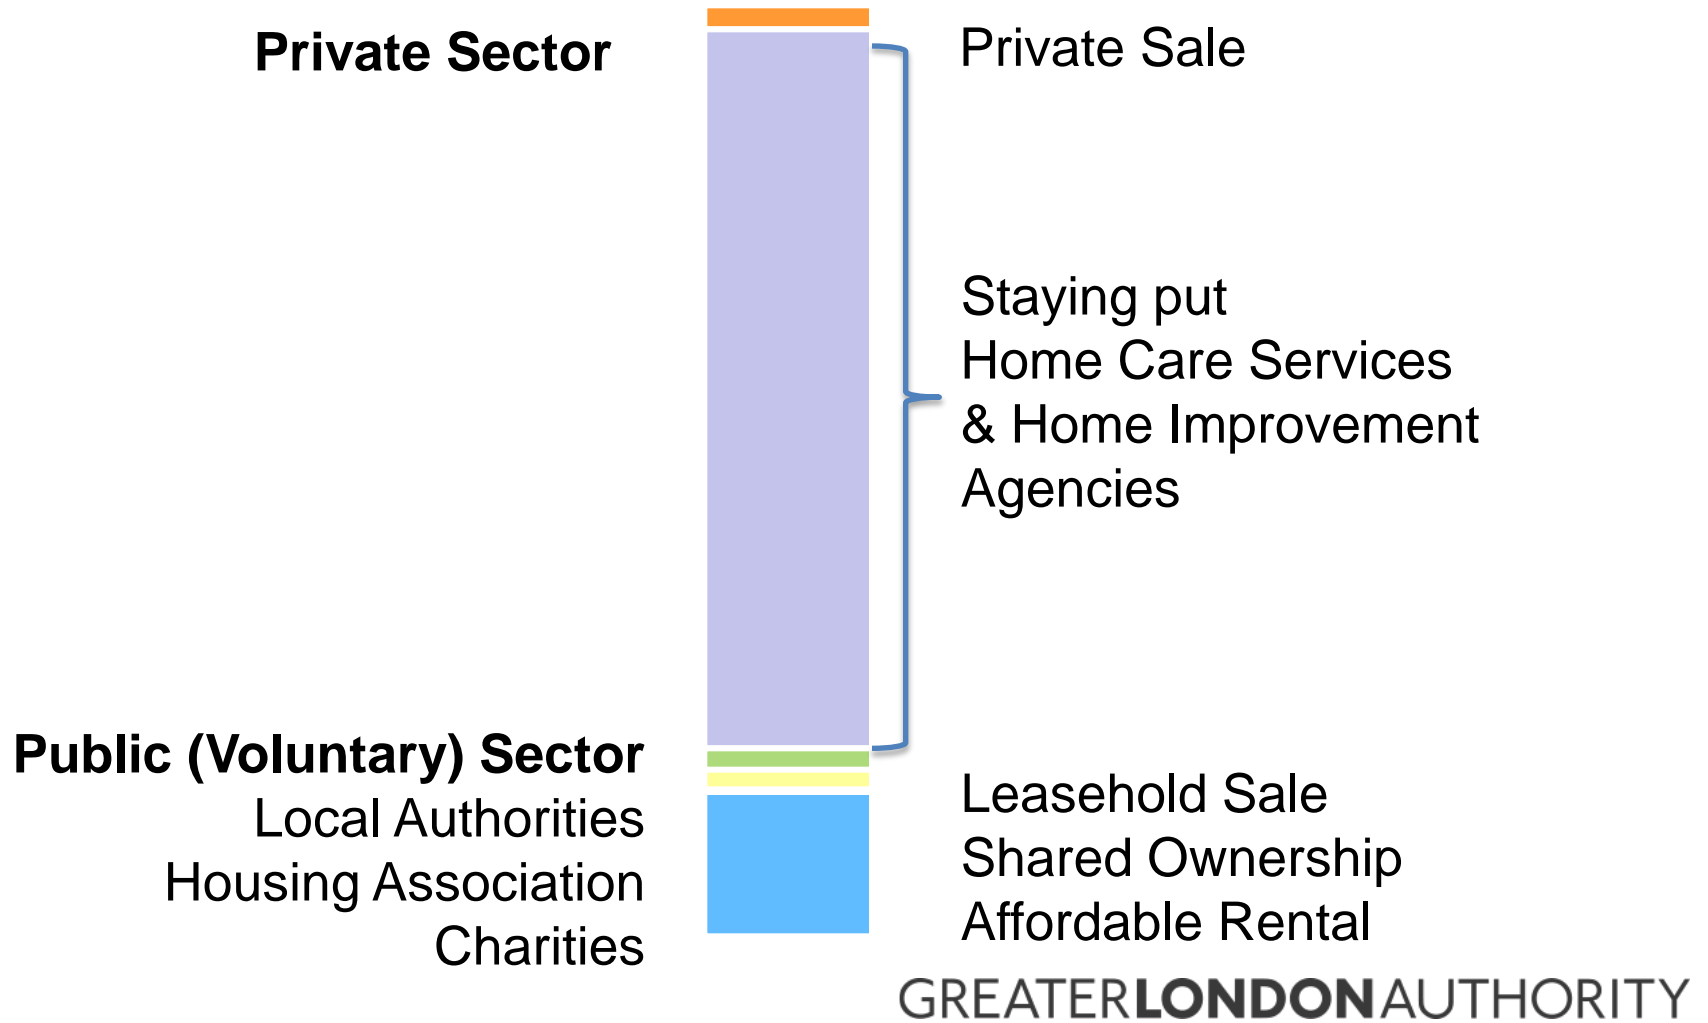 Private Sector
Private Sale
Staying put
Home Care Services
& Home Improvement
Agencies
Public (Voluntary) Sector
Local Authorities
Housing Association
Charities
Leasehold Sale
Shared Ownership
Affordable Rental
GREATERLONDONAUTHORITY